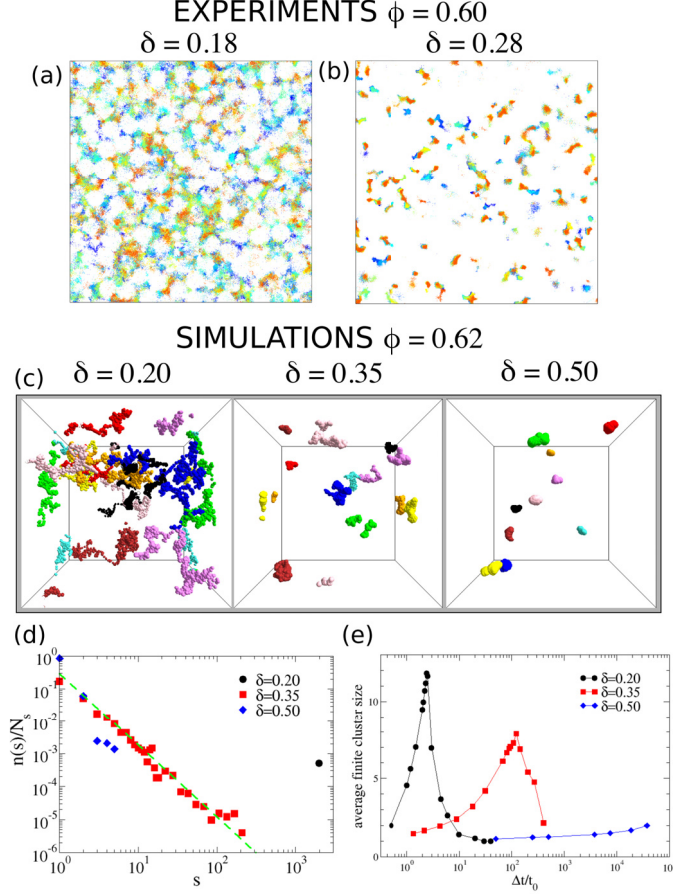 EXPERIMENTS ϕ = 0.60
δ = 0.18 δ = 0.28
(a) (b)
SIMULATIONS ϕ = 0.62
(c) δ = 0.20 δ = 0.35 δ = 0.50
(d)
n(s)/Nₛ
10⁰
10⁻¹
10⁻²
10⁻³
10⁻⁴
10⁻⁵
10⁻⁶
δ=0.20
δ=0.35
δ=0.50
10⁰ 10¹ 10² 10³
s
(e)
average finite cluster size
10
5
0
δ=0.20
δ=0.35
δ=0.50
10⁰ 10¹ 10² 10³ 10⁴ 10⁵
Δt/t₀